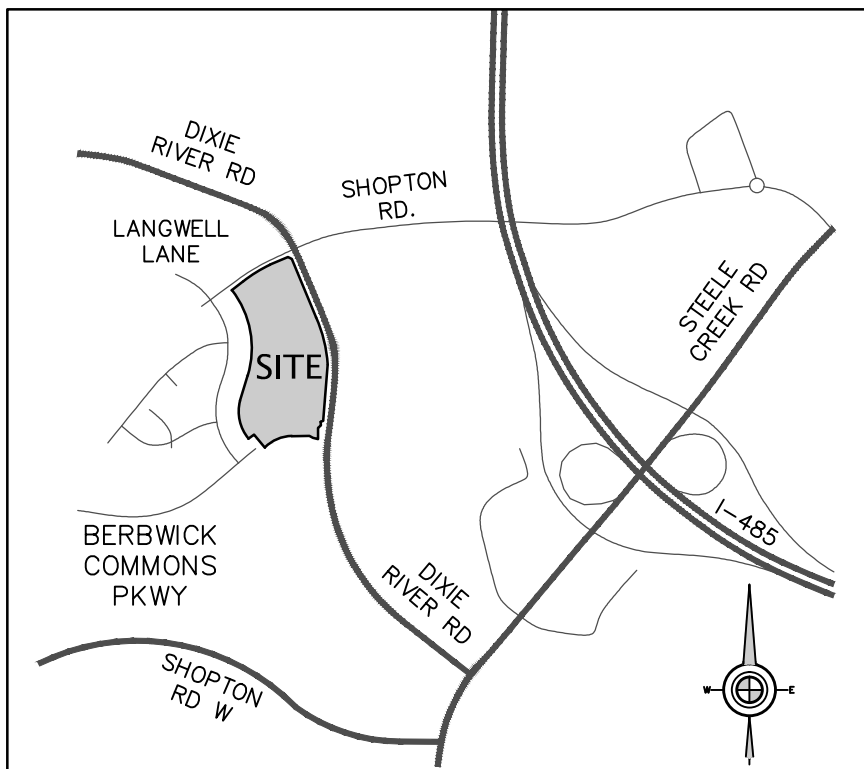 DIXIE
RIVER RD
SHOPTON
RD.
LANGWELL
LANE
STEELE
CREEK RD
SITE
I-485
BERBWICK
COMMONS
PKWY
DIXIE
RIVER RD
SHOPTON
RD W
W
E